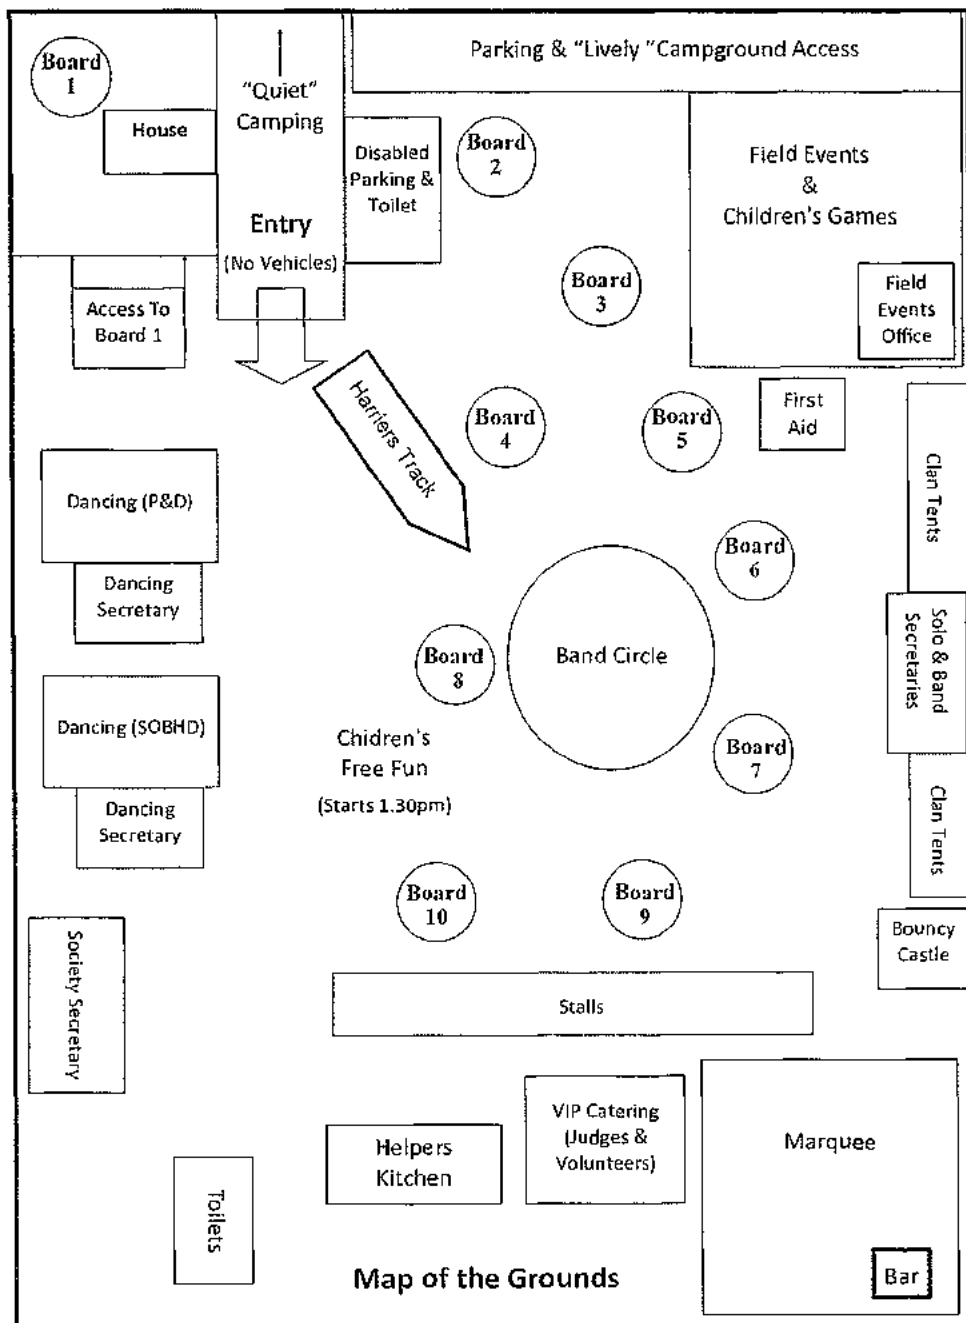 Board
1
House
"Quiet"
Camping
Entry
(No Vehicles)
Parking & "Lively "Campground Access
Disabled
Parking &
Toilet
Board
2
Field Events
&
Children's Games
Board
3
Field
Events
Office
Access To
Board 1
Harriers Track
Board
4
Board
5
First
Aid
Clan Tents
Dancing (P&D)
Dancing
Secretary
Board
6
Band Circle
Solo & Band
Secretaries
Board
8
Dancing (SOBHD)
Dancing
Secretary
Chidren's
Free Fun
(Starts 1.30pm)
Board
7
Clan Tents
Board
10
Board
9
Bouncy
Castle
Society Secretary
Stalls
Helpers
Kitchen
VIP Catering
(Judges &
Volunteers)
Marquee
Toilets
Bar
Map of the Grounds